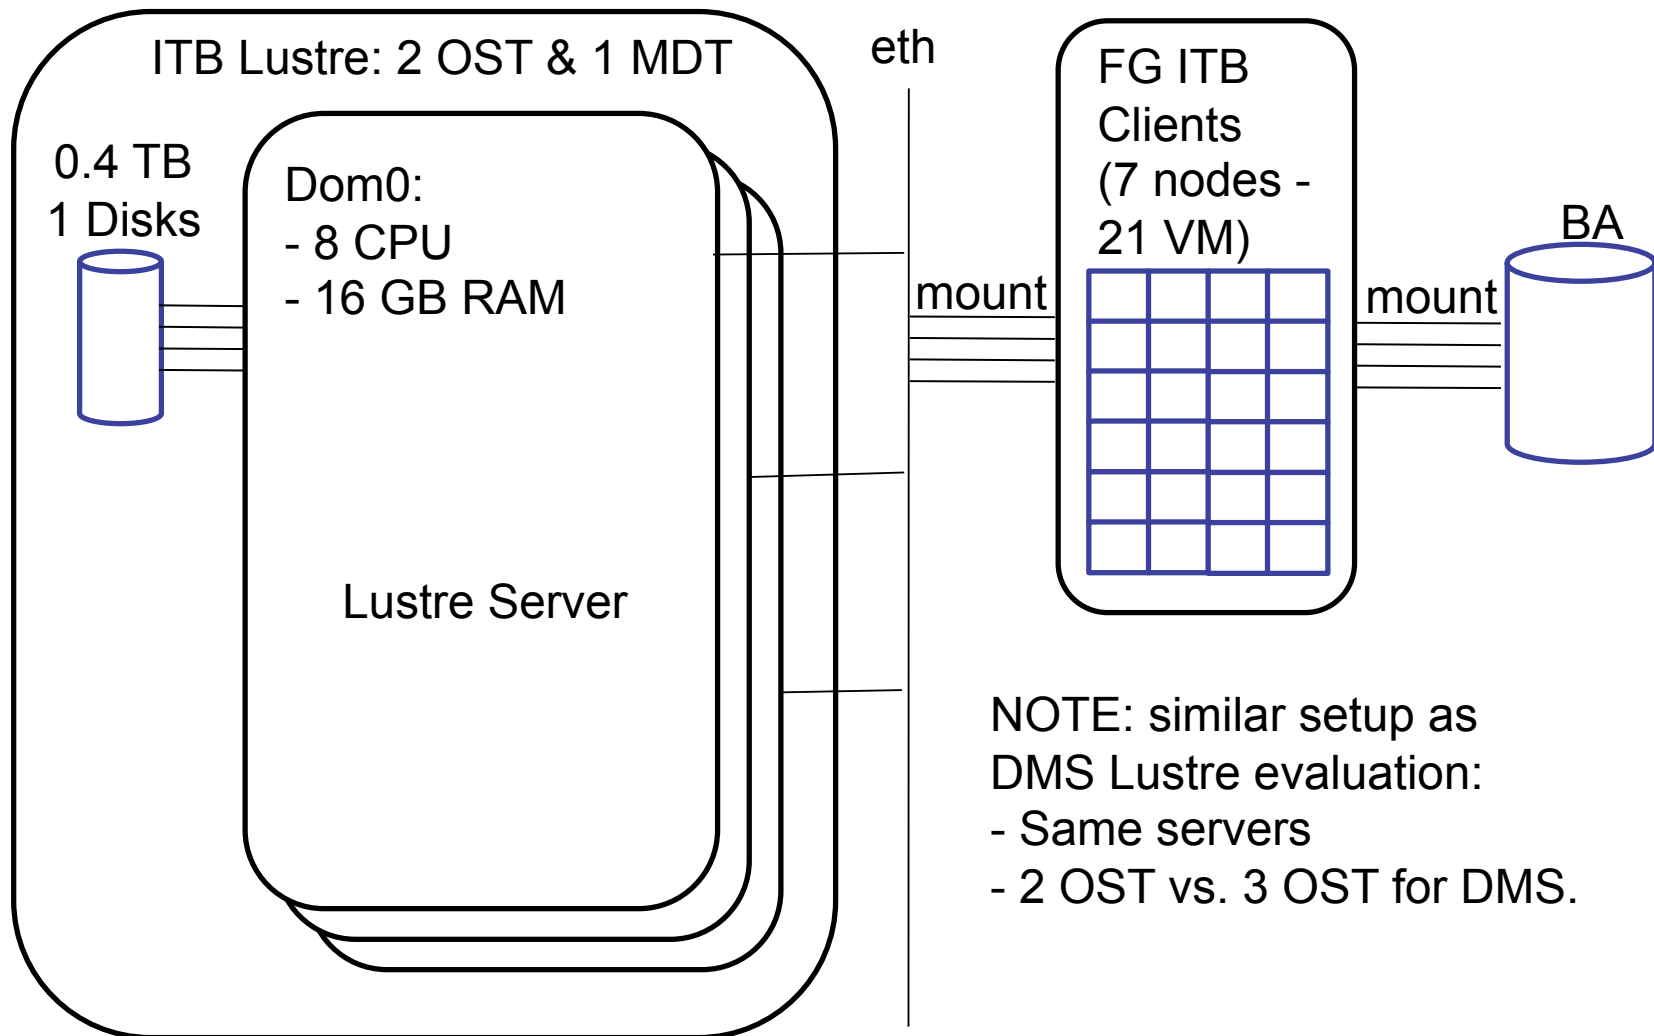 ITB Lustre: 2 OST & 1 MDT
0.4 TB
1 Disks
Dom0:
- 8 CPU
- 16 GB RAM
Lustre Server
eth
mount
FG ITB
Clients
(7 nodes -
21 VM)
mount
BA
NOTE: similar setup as
DMS Lustre evaluation:
- Same servers
- 2 OST vs. 3 OST for DMS.